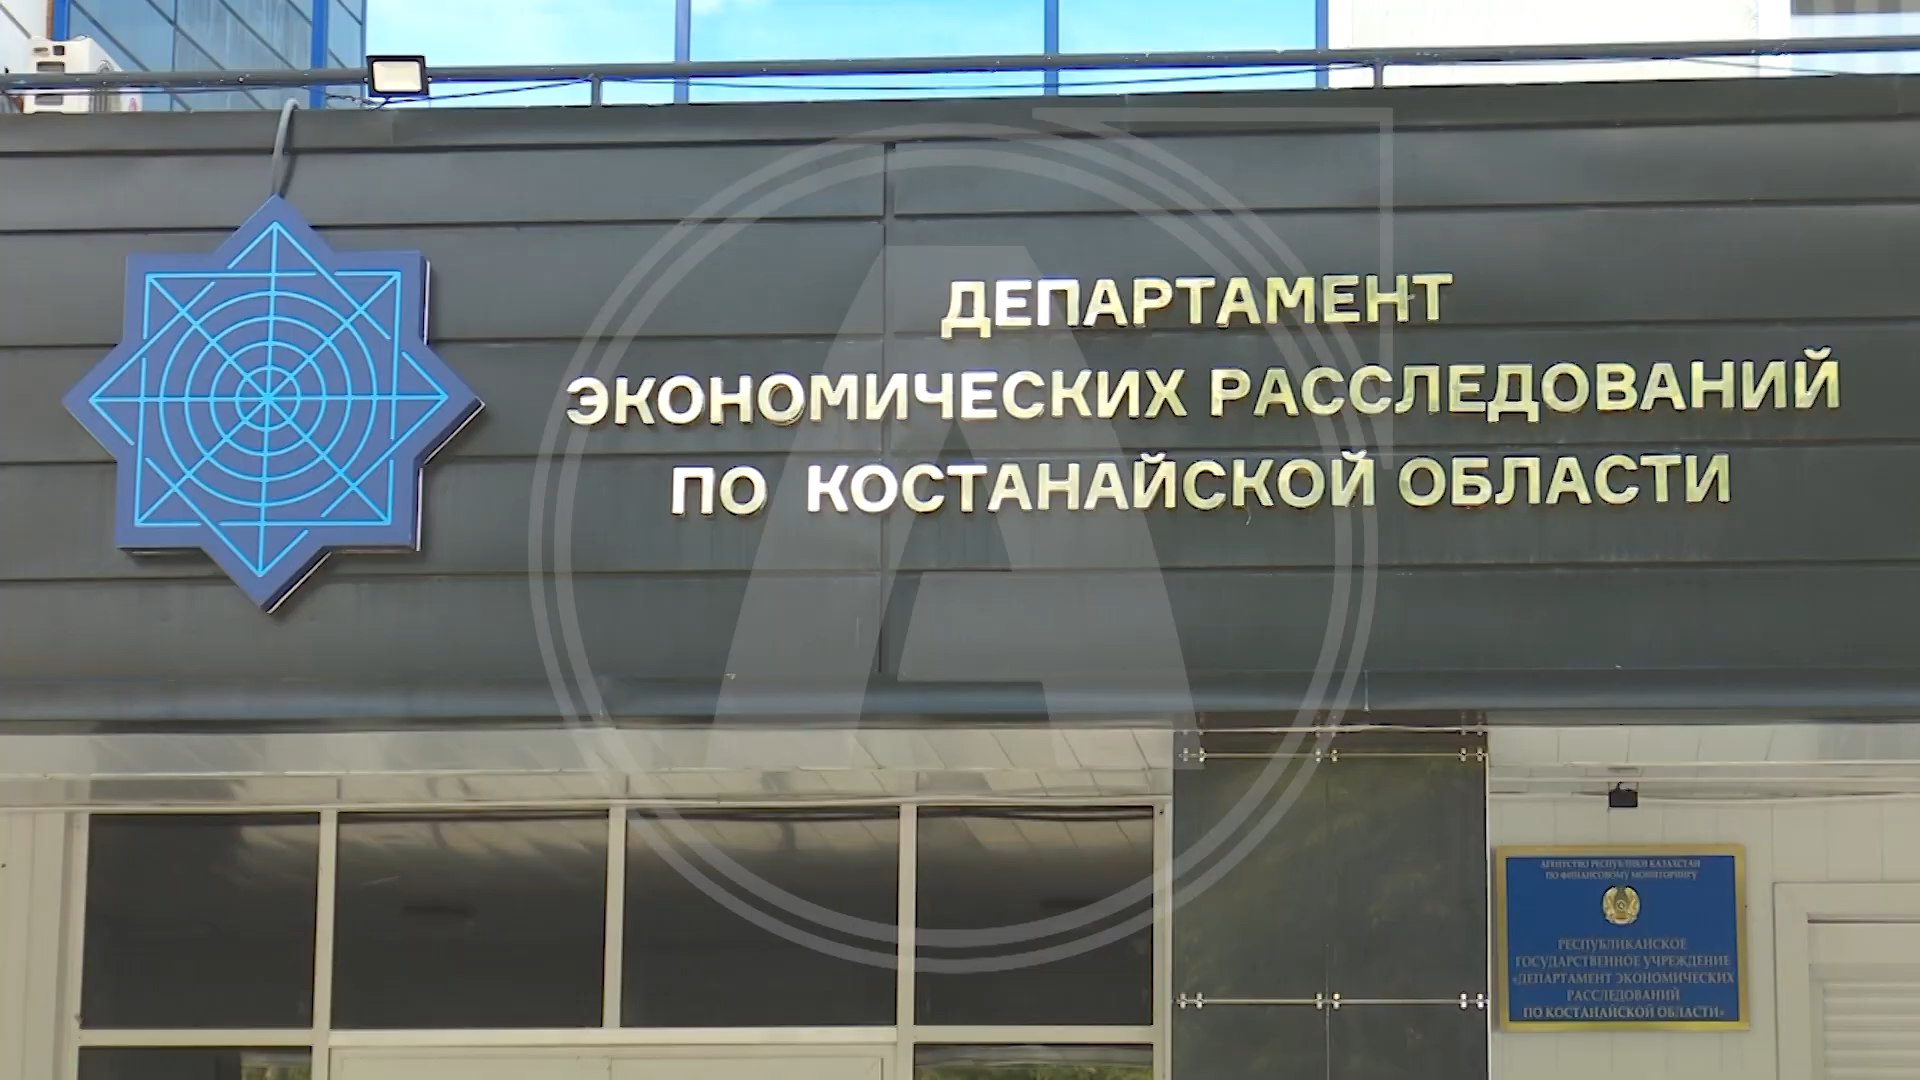 ДЕПАРТАМЕНТ
ЭКОНОМИЧЕСКИХ РАССЛЕДОВАНИЙ
ПО КОСТАНАЙСКОЙ ОБЛАСТИ
А
АГЕНТСТВО РЕСПУБЛИКИ КАЗАХСТАН
ПО ФИНАНСОВОМУ МОНИТОРИНГУ
РЕСПУБЛИКАНСКОЕ
ГОСУДАРСТВЕННОЕ УЧРЕЖДЕНИЕ
«ДЕПАРТАМЕНТ ЭКОНОМИЧЕСКИХ
РАССЛЕДОВАНИЙ
ПО КОСТАНАЙСКОЙ ОБЛАСТИ»